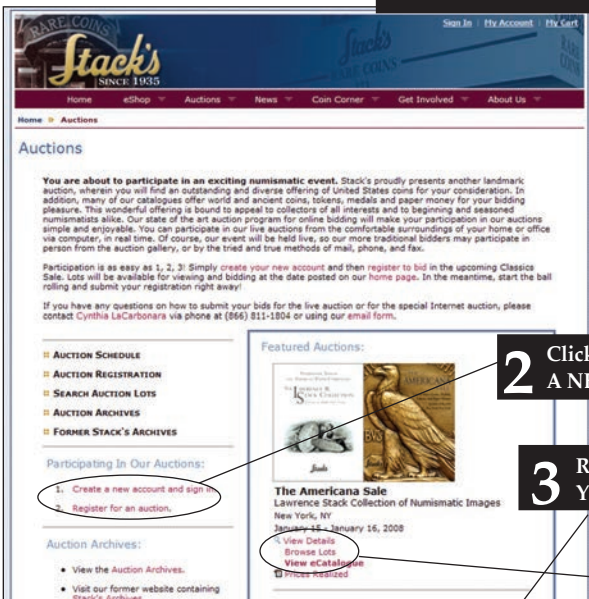 RARE COINS
Stack's
SINCE 1935
Stack's
RARE COINS
Sign In | My Account | My Cart
Home eShop Auctions News Coin Corner Get Involved About Us
Home » Auctions
Auctions
You are about to participate in an exciting numismatic event. Stack's proudly presents another landmark
auction, wherein you will find an outstanding and diverse offering of United States coins for your consideration. In
addition, many of our catalogues offer world and ancient coins, tokens, medals and paper money for your bidding
pleasure. This wonderful offering is bound to appeal to collectors of all interests and to beginning and seasoned
numismatists alike. Our state of the art auction program for online bidding will make your participation in our auctions
simple and enjoyable. You can participate in our live auctions from the comfortable surroundings of your home or office
via computer, in real time. Of course, our event will be held live, so our more traditional bidders may participate in
person from the auction gallery, or by the tried and true methods of mail, phone, and fax.
Participation is as easy as 1, 2, 3! Simply create your new account and then register to bid in the upcoming Classics
Sale. Lots will be available for viewing and bidding at the date posted on our home page. In the meantime, start the ball
rolling and submit your registration right away!
If you have any questions on how to submit your bids for the live auction or for the special Internet auction, please
contact Cynthia LaCarbonara via phone at (866) 811-1804 or using our email form.
AUCTION SCHEDULE
AUCTION REGISTRATION
SEARCH AUCTION LOTS
AUCTION ARCHIVES
FORMER STACK'S ARCHIVES
Participating In Our Auctions:
1. Create a new account and sign in.
2. Register for an auction.
Auction Archives:
• View the Auction Archives.
• Visit our former website containing
Stack's Archives
Featured Auctions:
AMERICANA
Stack's
The Americana Sale
Lawrence Stack Collection of Numismatic Images
New York, NY
January 15 - January 16, 2008
View Details
Browse Lots
View eCatalogue
Prices Realized
2 Click
A NE
3 R
Y